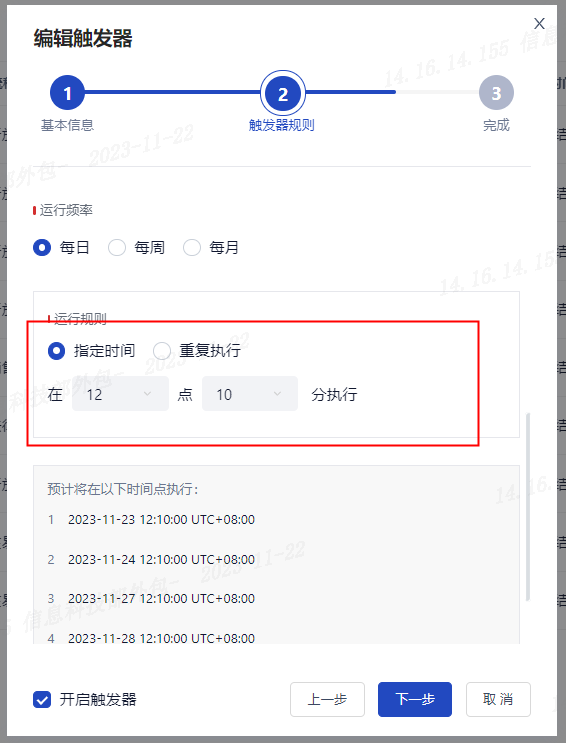 编辑触发器
1 2 3
基本信息 触发器规则 完成
运行频率
每日 每周 每月
运行规则
指定时间 重复执行
在 12 点 10 分执行
预计将在以下时间点执行:
1 2023-11-23 12:10:00 UTC+08:00
2 2023-11-24 12:10:00 UTC+08:00
3 2023-11-27 12:10:00 UTC+08:00
4 2023-11-28 12:10:00 UTC+08:00
开启触发器 上一步 下一步 取 消